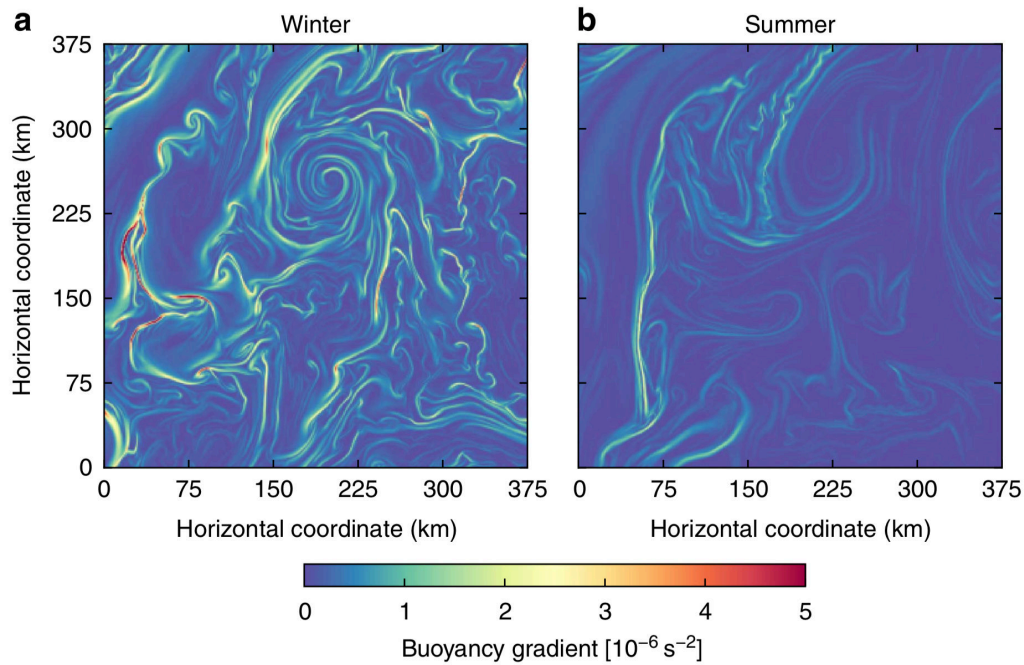 a
Winter
b
Summer
Horizontal coordinate (km)
375
300
225
150
75
0
0 75 150 225 300 375
0 75 150 225 300 375
Horizontal coordinate (km)
Horizontal coordinate (km)
0 1 2 3 4 5
Buoyancy gradient [10⁻⁶ s⁻²]